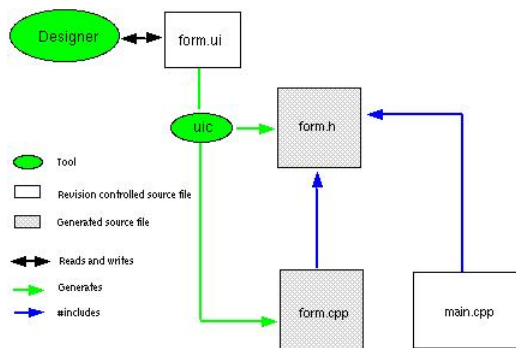 Designer
form.ui
uic
form.h
Tool
Revision controlled source file
Generated source file
Reads and writes
Generates
#includes
form.cpp
main.cpp